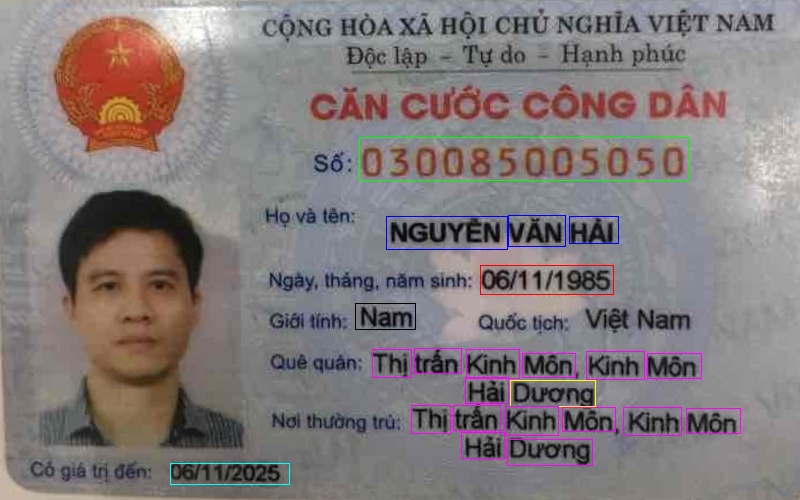 CỘNG HÒA XÃ HỘI CHỦ NGHĨA VIỆT NAM
Độc lập – Tự do – Hạnh phúc
CĂN CƯỚC CÔNG DÂN
Số: 030085005050
Họ và tên: NGUYỄN VĂN HẢI
Ngày, tháng, năm sinh: 06/11/1985
Giới tính: Nam Quốc tịch: Việt Nam
Quê quán: Thị trấn Kinh Môn, Kinh Môn
Hải Dương
Nơi thường trú: Thị trấn Kinh Môn, Kinh Môn
Hải Dương
Có giá trị đến: 06/11/2025